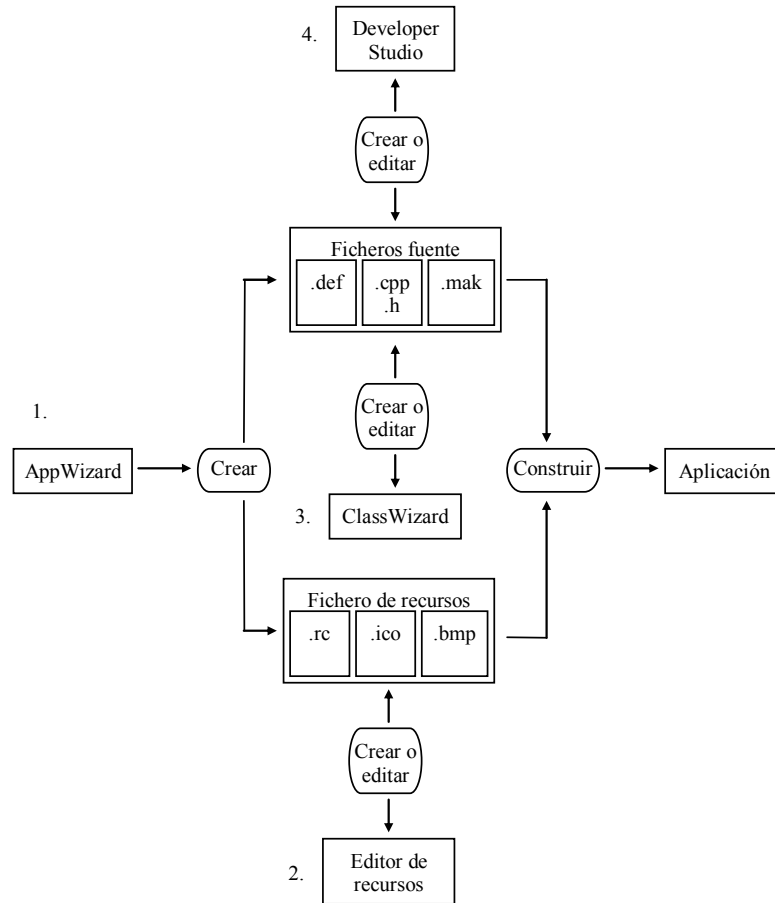 4.
Developer
Studio
Crear o
editar
Ficheros fuente
.def
.cpp
.h
.mak
Crear o
editar
1.
AppWizard
Crear
Construir
Aplicación
3.
ClassWizard
Fichero de recursos
.rc
.ico
.bmp
Crear o
editar
2.
Editor de
recursos